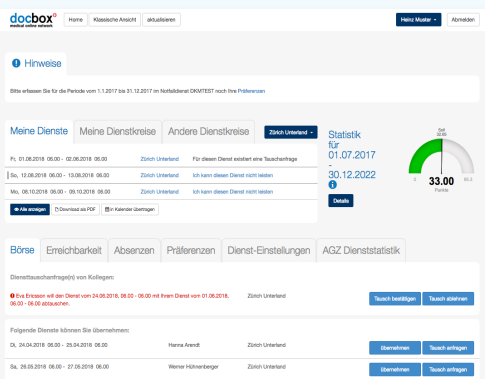 docbox
medical online network
Home
Klassische Ansicht
aktualisieren
Heinz Muster
Abmelden
Hinweise
Bitte erfassen Sie für die Periode vom 1.1.2017 bis 31.12.2017 im Notfalldienst DKMTEST noch Ihre Präferenzen
Meine Dienste
Meine Dienstkreise
Andere Dienstkreise
Zürich Unterland
Fr, 01.06.2018 06.00 - 02.06.2018 06.00 Zürich Unterland Für diesen Dienst existiert eine Tauschanfrage
So, 12.08.2018 06.00 - 13.08.2018 06.00 Zürich Unterland Ich kann diesen Dienst nicht leisten
Mo, 08.10.2018 06.00 - 09.10.2018 06.00 Zürich Unterland Ich kann diesen Dienst nicht leisten
Alle anzeigen
Download als PDF
in Kalender übertragen
Statistik
für
01.07.2017
-
30.12.2022
Details
Soll
33.00
Punkte
Börse
Erreichbarkeit
Absenzen
Präferenzen
Dienst-Einstellungen
AGZ Dienststatistik
Diensttauschanfrage(n) von Kollegen:
Eva Ericsson will den Dienst vom 24.08.2018, 06.00 - 06.00 mit Ihrem Dienst vom 01.06.2018, Zürich Unterland
06.00 - 06.00 abtauschen.
Tausch bestätigen
Tausch ablehnen
Folgende Dienste können Sie übernehmen:
Di, 24.04.2018 06.00 - 25.04.2018 06.00 Hanna Arendt Zürich Unterland
übernehmen
Tausch anfragen
Sa, 26.05.2018 06.00 - 27.05.2018 06.00 Werner Hühnenberger Zürich Unterland
übernehmen
Tausch anfragen